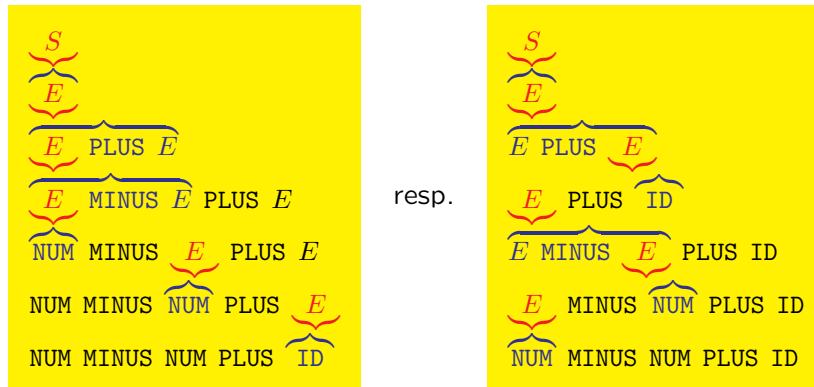 S
E
E PLUS E
E MINUS E PLUS E
NUM MINUS E PLUS E
NUM MINUS NUM PLUS E
NUM MINUS NUM PLUS ID
resp.
S
E
E PLUS E
E PLUS ID
E MINUS E PLUS ID
E MINUS NUM PLUS ID
NUM MINUS NUM PLUS ID